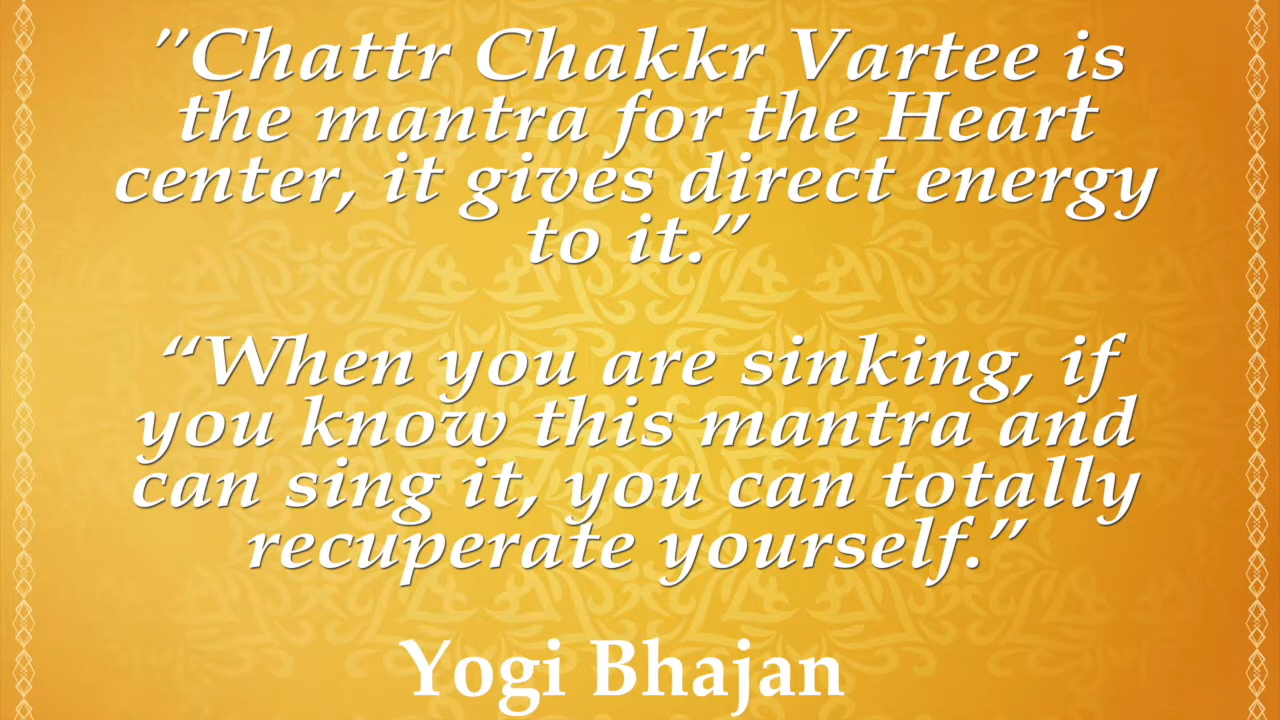 "Chattr Chakkr Vartee is
the mantra for the Heart
center, it gives direct energy
to it.”
“When you are sinking, if
you know this mantra and
can sing it, you can totally
recuperate yourself.”
Yogi Bhajan